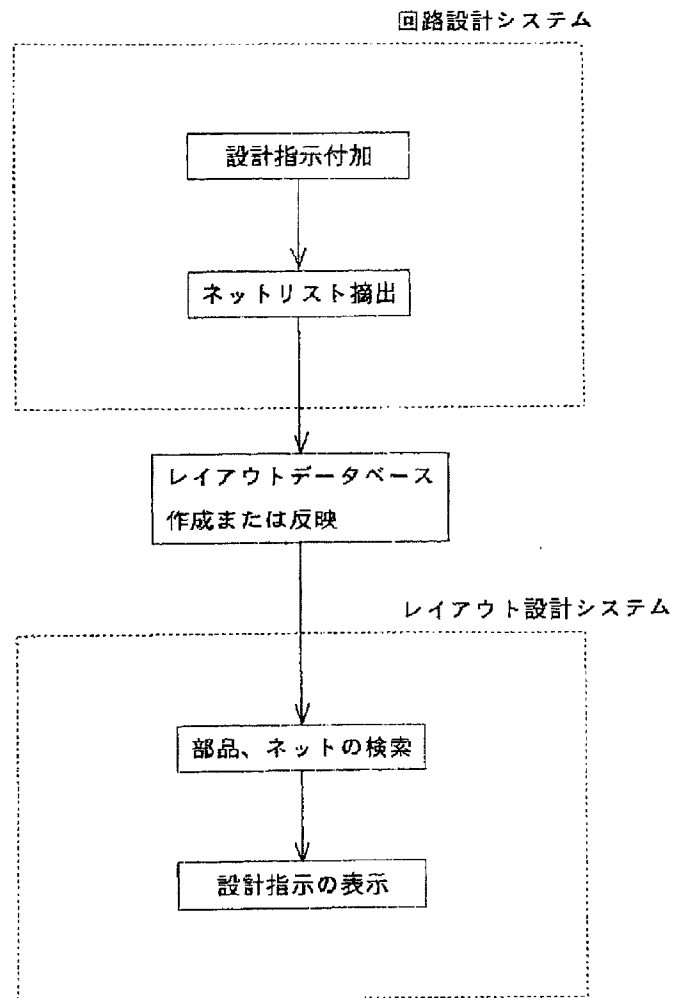 回路設計システム
設計指示付加
ネットリスト摘出
レイアウトデータベース
作成または反映
レイアウト設計システム
部品、ネットの検索
設計指示の表示